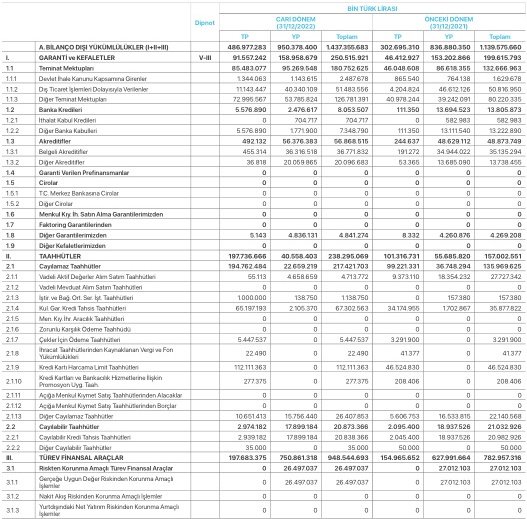 BİN TÜRK LİRASI
Dipnot CARİ DÖNEM (31/12/2022) ÖNCEKİ DÖNEM (31/12/2021)
TP YP Toplam TP YP Toplam
A. BİLANÇO DIŞI YÜKÜMLÜLÜKLER (I+II+III) 486.977.283 950.378.400 1.437.355.683 302.695.310 836.880.350 1.139.575.660
I. GARANTİ ve KEFALETLER V-III 91.557.242 158.958.679 250.515.921 46.412.927 153.202.866 199.615.793
1.1 Teminat Mektupları 85.483.077 95.269.548 180.752.625 46.048.608 86.618.355 132.666.963
1.1.1 Devlet İhale Kanunu Kapsamına Girenler 1.344.063 1.143.615 2.487.678 865.540 764.138 1.629.678
1.1.2 Dış Ticaret İşlemleri Dolayısıyla Verilenler 11.143.447 40.340.109 51.483.556 4.204.824 46.612.126 50.816.950
1.1.3 Diğer Teminat Mektupları 72.995.567 53.785.824 126.781.391 40.978.244 39.242.091 80.220.335
1.2 Banka Kredileri 5.576.890 2.476.617 8.053.507 111.350 13.694.523 13.805.873
1.2.1 İthalat Kabul Kredileri 0 704.717 704.717 0 582.983 582.983
1.2.2 Diğer Banka Kabulleri 5.576.890 1.771.900 7.348.790 111.350 13.111.540 13.222.890
1.3 Akreditifler 492.132 56.376.383 56.868.515 244.637 48.629.112 48.873.749
1.3.1 Belgeli Akreditifler 455.314 36.316.518 36.771.832 191.272 34.944.022 35.135.294
1.3.2 Diğer Akreditifler 36.818 20.059.865 20.096.683 53.365 13.685.090 13.738.455
1.4 Garanti Verilen Prefinansmanlar 0 0 0 0 0 0
1.5 Cirolar 0 0 0 0 0 0
1.5.1 T.C. Merkez Bankasına Cirolar 0 0 0 0 0 0
1.5.2 Diğer Cirolar 0 0 0 0 0 0
1.6 Menkul Kıy. İh. Satın Alma Garantilerimizden 0 0 0 0 0 0
1.7 Faktoring Garantilerinden 0 0 0 0 0 0
1.8 Diğer Garantilerimizden 5.143 4.836.131 4.841.274 8.332 4.260.876 4.269.208
1.9 Diğer Kefaletlerimizden 0 0 0 0 0 0
II. TAAHHÜTLER 197.736.666 40.558.403 238.295.069 101.316.731 55.685.820 157.002.551
2.1 Cayılamaz Taahhütler 194.762.484 22.659.219 217.421.703 99.221.331 36.748.294 135.969.625
2.1.1 Vadeli Aktif Değerler Alım Satım Taahhütleri 55.113 4.658.659 4.713.772 9.373.110 18.354.232 27.727.342
2.1.2 Vadeli Mevduat Alım Satım Taahhütleri 0 0 0 0 0 0
2.1.3 İştir. ve Bağ. Ort. Ser. İşt. Taahhütleri 1.000.000 138.750 1.138.750 0 157.380 157.380
2.1.4 Kul. Gar. Kredi Tahsis Taahhütleri 65.197.193 2.105.370 67.302.563 34.174.955 1.702.867 35.877.822
2.1.5 Men. Kıy. İhr. Aracılık Taahhütleri 0 0 0 0 0 0
2.1.6 Zorunlu Karşılık Ödeme Taahhüdü 0 0 0 0 0 0
2.1.7 Çekler İçin Ödeme Taahhütleri 5.447.537 0 5.447.537 3.291.900 0 3.291.900
2.1.8 İhracat Taahhütlerinden Kaynaklanan Vergi ve Fon Yükümlülükleri 22.490 0 22.490 41.377 0 41.377
2.1.9 Kredi Kartı Harcama Limit Taahhütleri 112.111.363 0 112.111.363 46.524.830 0 46.524.830
2.1.10 Kredi Kartları ve Bankacılık Hizmetlerine İlişkin Promosyon Uyg. Taah. 277.375 0 277.375 208.406 0 208.406
2.1.11 Açığa Menkul Kıymet Satış Taahhütlerinden Alacaklar 0 0 0 0 0 0
2.1.12 Açığa Menkul Kıymet Satış Taahhütlerinden Borçlar 0 0 0 0 0 0
2.1.13 Diğer Cayılamaz Taahhütler 10.651.413 15.756.440 26.407.853 5.606.753 16.533.815 22.140.568
2.2 Cayılabilir Taahhütler 2.974.182 17.899.184 20.873.366 2.095.400 18.937.526 21.032.926
2.2.1 Cayılabilir Kredi Tahsis Taahhütleri 2.939.182 17.899.184 20.838.366 2.045.400 18.937.526 20.982.926
2.2.2 Diğer Cayılabilir Taahhütler 35.000 0 35.000 50.000 0 50.000
III. TÜREV FİNANSAL ARAÇLAR 197.683.375 750.861.318 948.544.693 154.965.652 627.991.664 782.957.316
3.1 Riskten Korunma Amaçlı Türev Finansal Araçlar 0 26.497.037 26.497.037 0 27.012.103 27.012.103
3.1.1 Gerçeğe Uygun Değer Riskinden Korunma Amaçlı İşlemler 0 26.497.037 26.497.037 0 27.012.103 27.012.103
3.1.2 Nakit Akış Riskinden Korunma Amaçlı İşlemler 0 0 0 0 0 0
3.1.3 Yurtdışındaki Net Yatırım Riskinden Korunma Amaçlı İşlemler 0 0 0 0 0 0